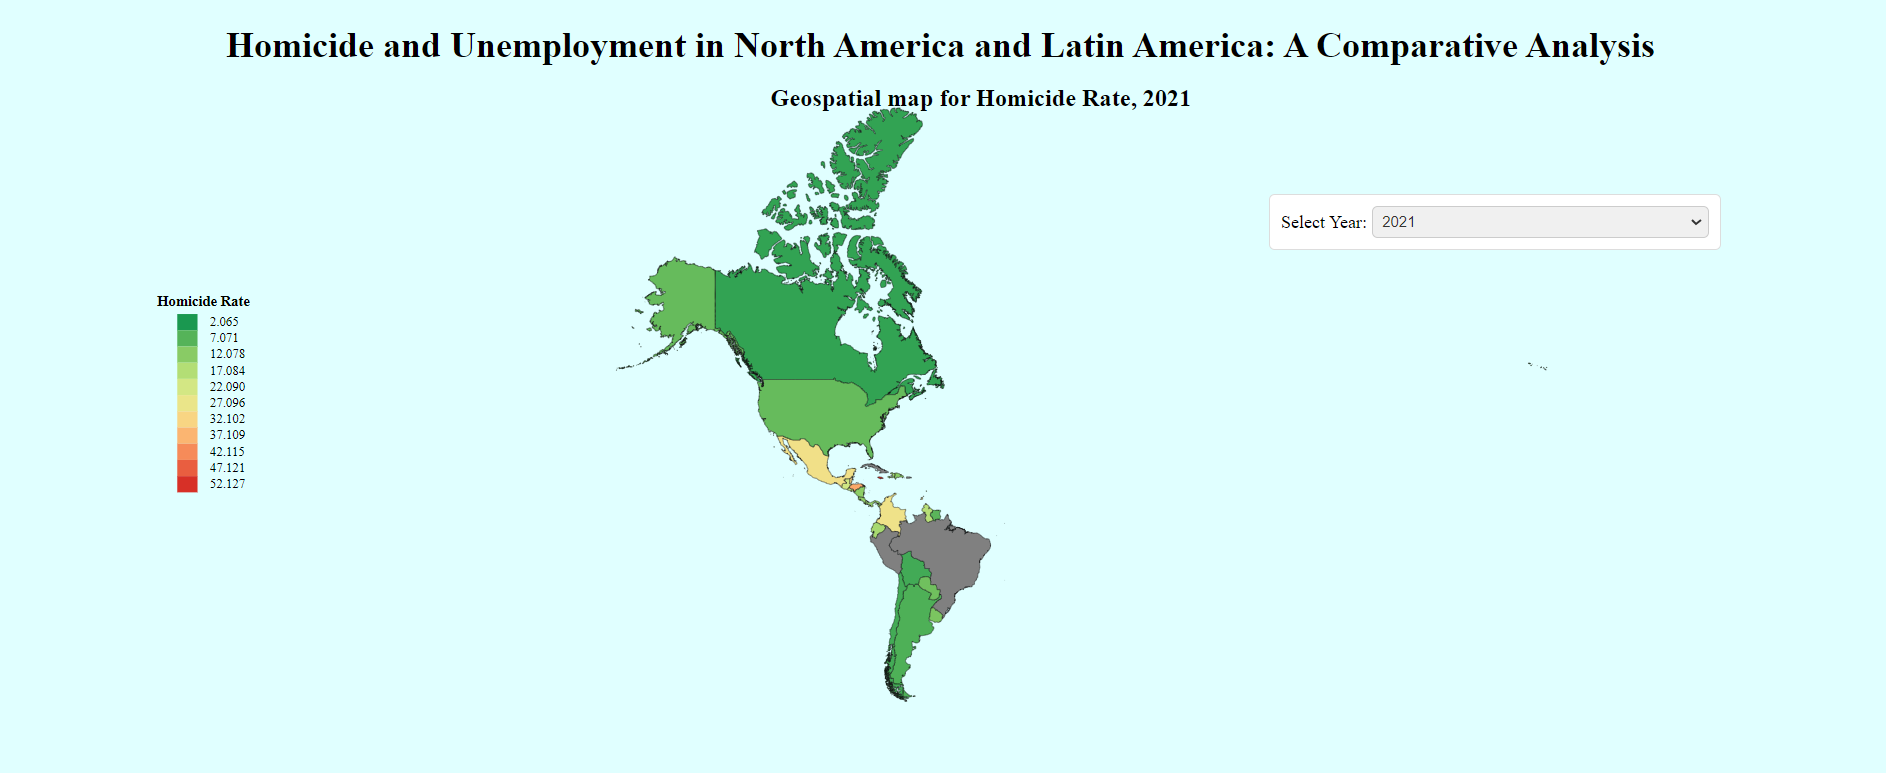 Homicide and Unemployment in North America and Latin America: A Comparative Analysis
Geospatial map for Homicide Rate, 2021
Select Year: 2021
Homicide Rate
2.065
7.071
12.078
17.084
22.090
27.096
32.102
37.109
42.115
47.121
52.127